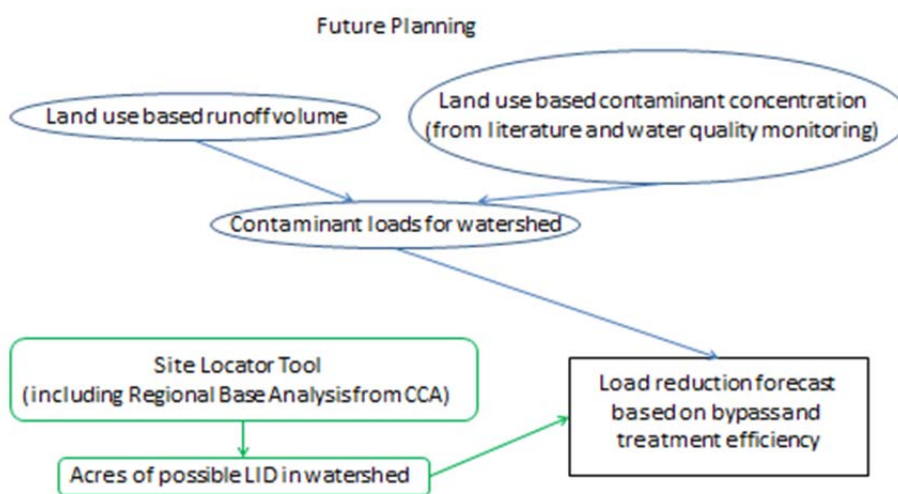 Future Planning
Land use based runoff volume
Land use based contaminant concentration
(from literature and water quality monitoring)
Contaminant loads for watershed
Site Locator Tool
(including Regional Base Analysis from CCA)
Acres of possible LID in watershed
Load reduction forecast
based on bypass and
treatment efficiency